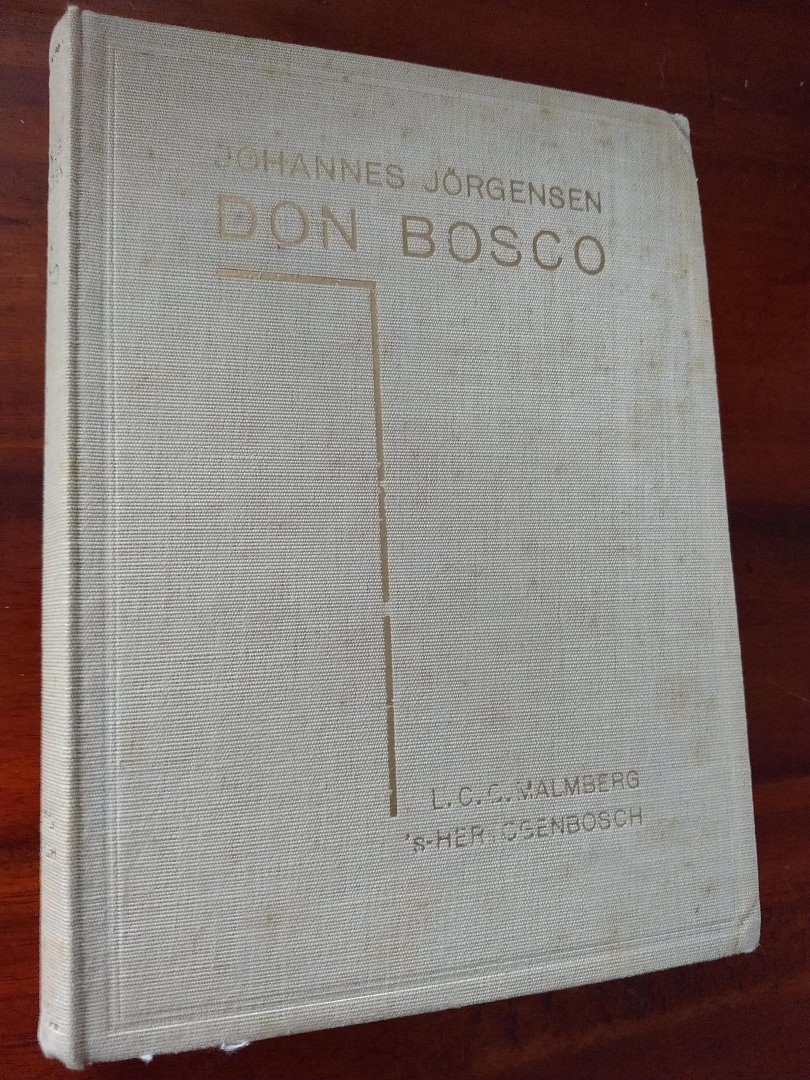 JOHANNES JÖRGENSEN
DON BOSCO
L.C.G. MALMBERG
's-HERTOGENBOSCH